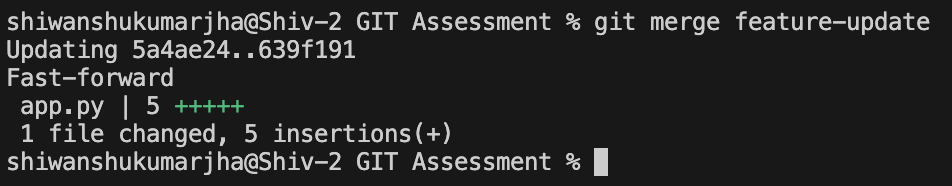 shiwanshukumarjha@Shiv-2 GIT Assessment % git merge feature-update
Updating 5a4ae24..639f191
Fast-forward
 app.py | 5 +++++
 1 file changed, 5 insertions(+)
shiwanshukumarjha@Shiv-2 GIT Assessment %